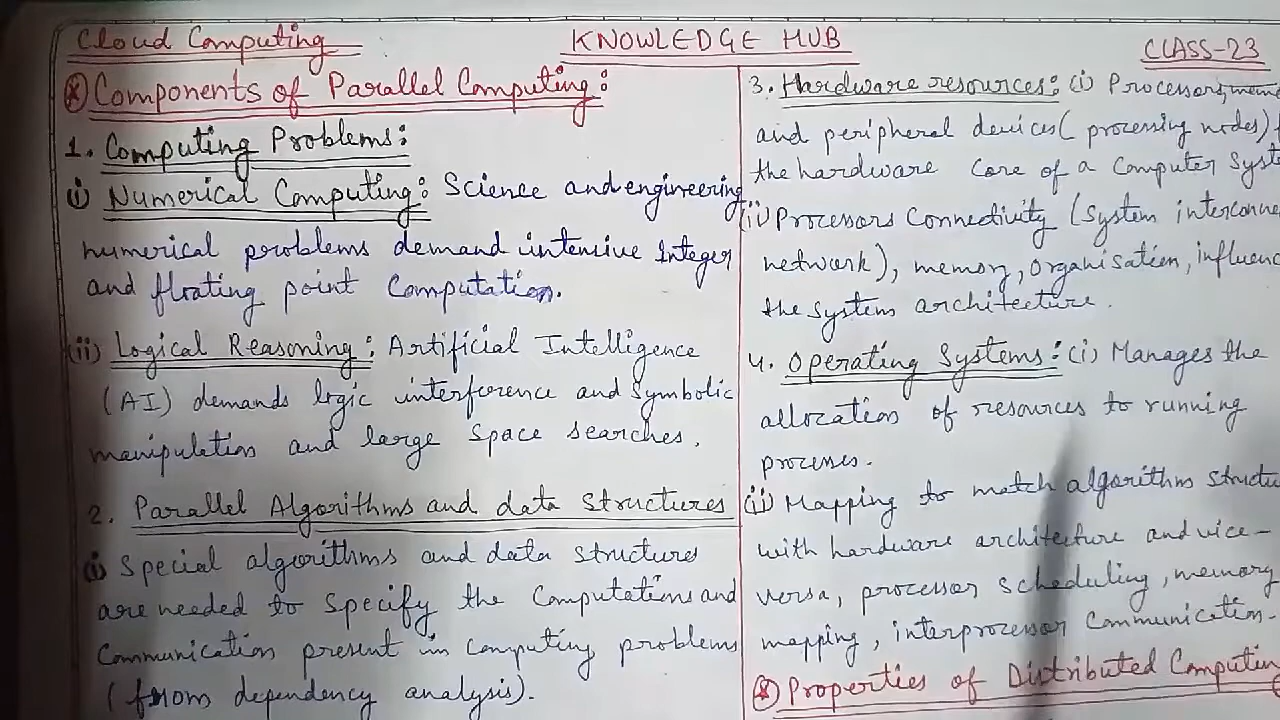 Cloud Computing
KNOWLEDGE HUB
CLASS-23
Components of Parallel Computing:
1. Computing Problems:
(i) Numerical Computing: Science and engineering
numerical problems demand intensive Integer
and floating point Computation.
(ii) Logical Reasoning: Artificial Intelligence
(AI) demands logic interference and Symbolic
manipulation and large Space searches.
2. Parallel Algorithms and data Structures
(i) Special algorithms and data structures
are needed to specify the Computations and
Communication present in Computing problems
(from dependency analysis).
3. Hardware resources: (i) Processors,
and peripheral devices (processing nodes)
the hardware Core of a Computer
(ii) Procesors Connectivity (System
network), memory, Organisation,
the System architecture.
4. Operating Systems: (i) Manages the
allocation of resources to running
proceses.
(ii) Mapping to match algorithms
with hardware architecture and vice-
versa, processor scheduling, memory
mapping, interprocessor Communication.
Properties of Distributed